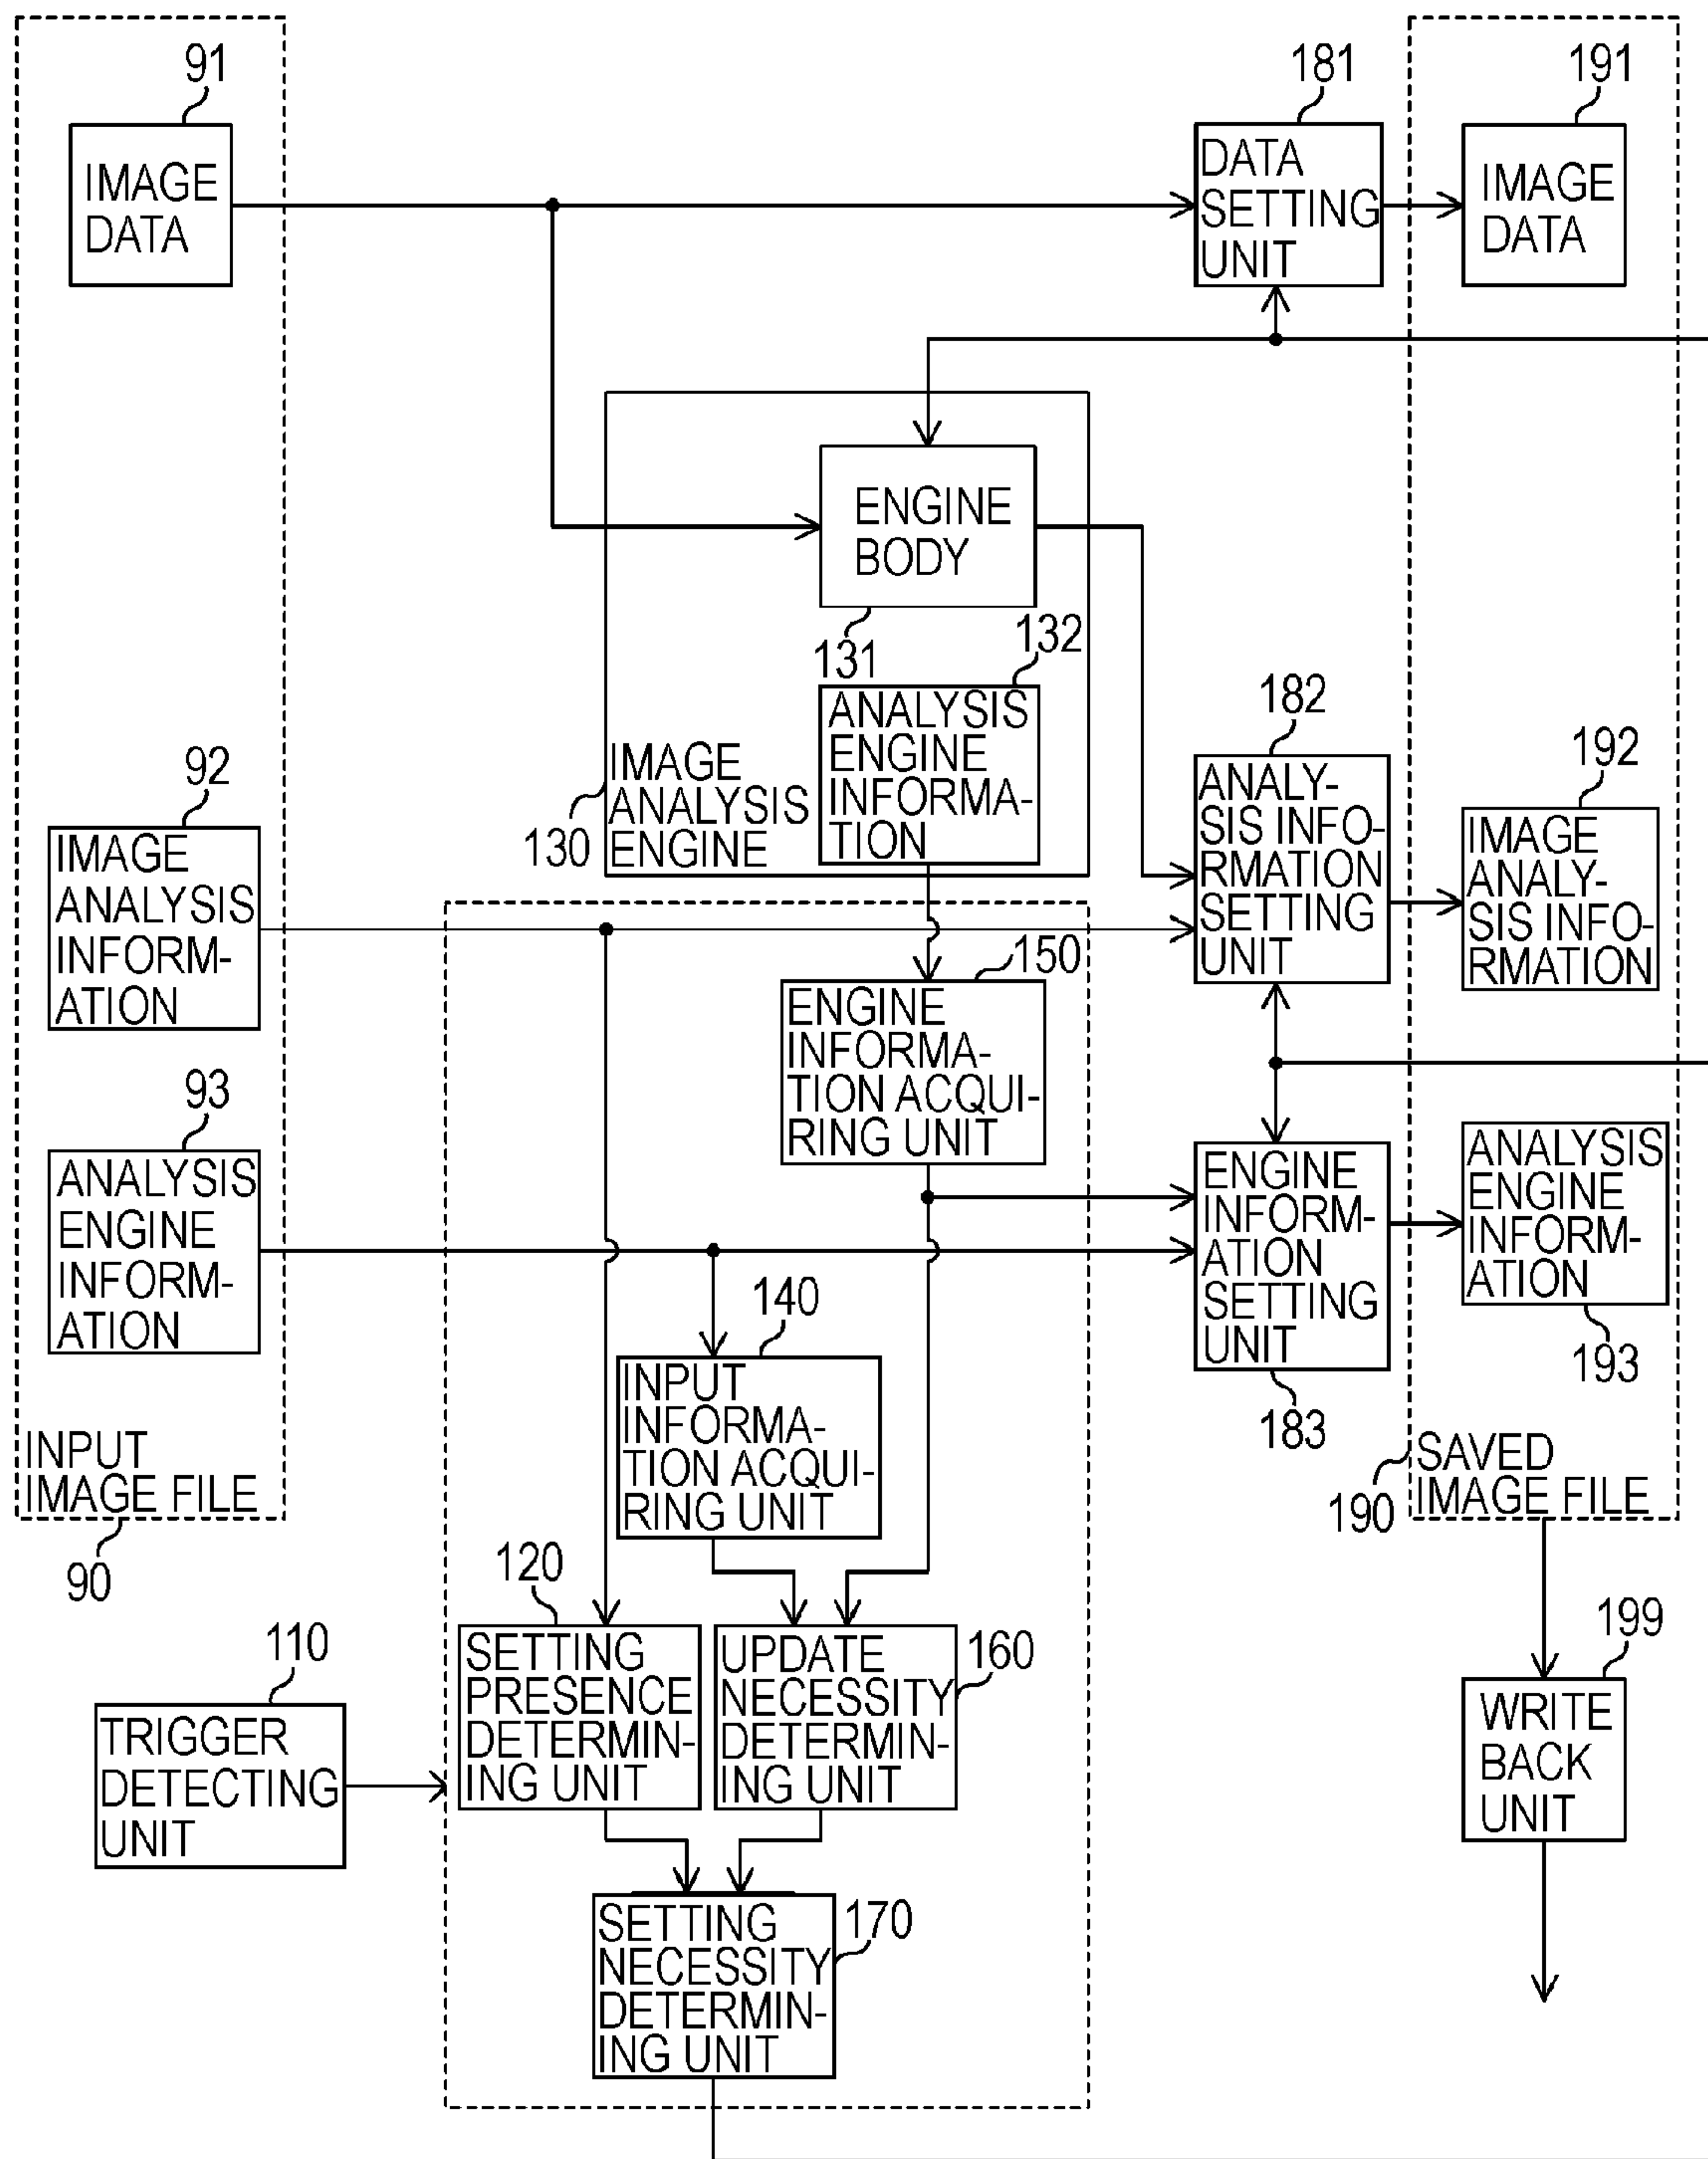 91
IMAGE
DATA
181
DATA
SETTING
UNIT
191
IMAGE
DATA
ENGINE
BODY
131
132
ANALYSIS
ENGINE
INFORMA-
TION
IMAGE
ANALYSIS
ENGINE
130
92
IMAGE
ANALYSIS
INFORM-
ATION
182
ANALY-
SIS INFO-
RMATION
SETTING
UNIT
192
IMAGE
ANALY-
SIS INFO-
RMATION
150
ENGINE
INFORMA-
TION ACQUI-
RING UNIT
93
ANALYSIS
ENGINE
INFORM-
ATION
ENGINE
INFORM-
ATION
SETTING
UNIT
183
ANALYSIS
ENGINE
INFORM-
ATION
193
140
INPUT
INFORMA-
TION ACQUI-
RING UNIT
INPUT
IMAGE FILE
90
SAVED
IMAGE FILE
190
120
SETTING
PRESENCE
DETERMIN-
ING UNIT
UPDATE
NECESSITY
DETERMIN-
ING UNIT
160
110
TRIGGER
DETECTING
UNIT
199
WRITE
BACK
UNIT
SETTING
NECESSITY
DETERMIN-
ING UNIT
170